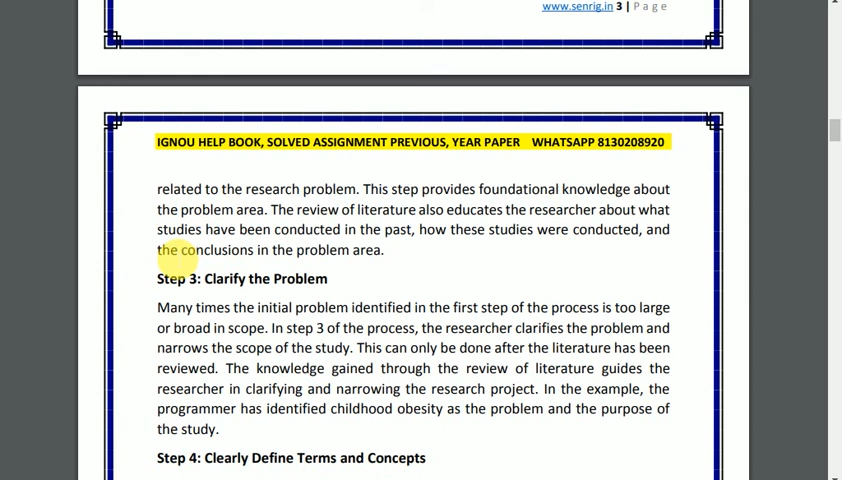 www.senrig.in 3 | Page
IGNOU HELP BOOK, SOLVED ASSIGNMENT PREVIOUS, YEAR PAPER WHATSAPP 8130208920
related to the research problem. This step provides foundational knowledge about
the problem area. The review of literature also educates the researcher about what
studies have been conducted in the past, how these studies were conducted, and
the conclusions in the problem area.
Step 3: Clarify the Problem
Many times the initial problem identified in the first step of the process is too large
or broad in scope. In step 3 of the process, the researcher clarifies the problem and
narrows the scope of the study. This can only be done after the literature has been
reviewed. The knowledge gained through the review of literature guides the
researcher in clarifying and narrowing the research project. In the example, the
programmer has identified childhood obesity as the problem and the purpose of
the study.
Step 4: Clearly Define Terms and Concepts